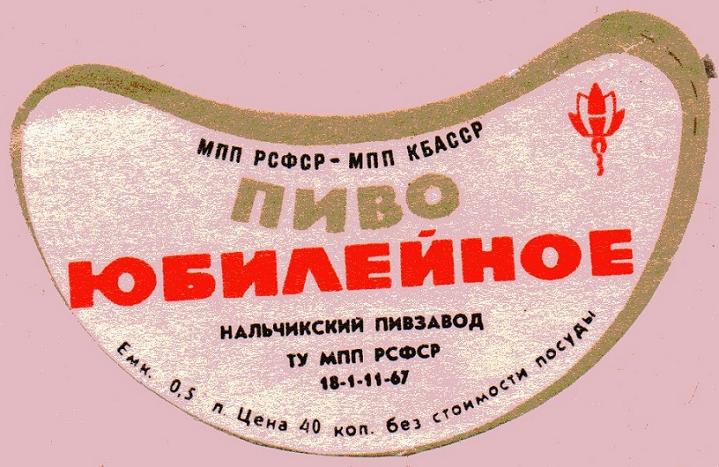 МПП РСФСР - МПП КБАССР
ПИВО
ЮБИЛЕЙНОЕ
НАЛЬЧИКСКИЙ ПИВЗАВОД
ТУ МПП РСФСР
18-1-11-67
Емк. 0,5 л. Цена 40 коп. без стоимости посуды